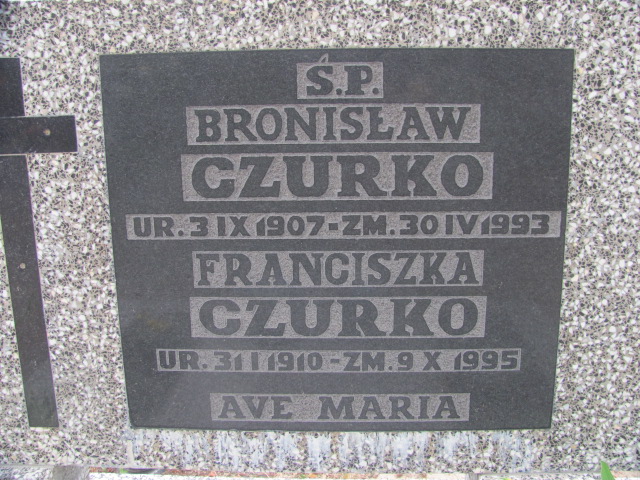 Ś.P.
BRONISŁAW
CZURKO
UR. 3 IX 1907-ZM. 30 IV 1993
FRANCISZKA
CZURKO
UR. 31 I 1910-ZM. 9 X 1995
AVE MARIA